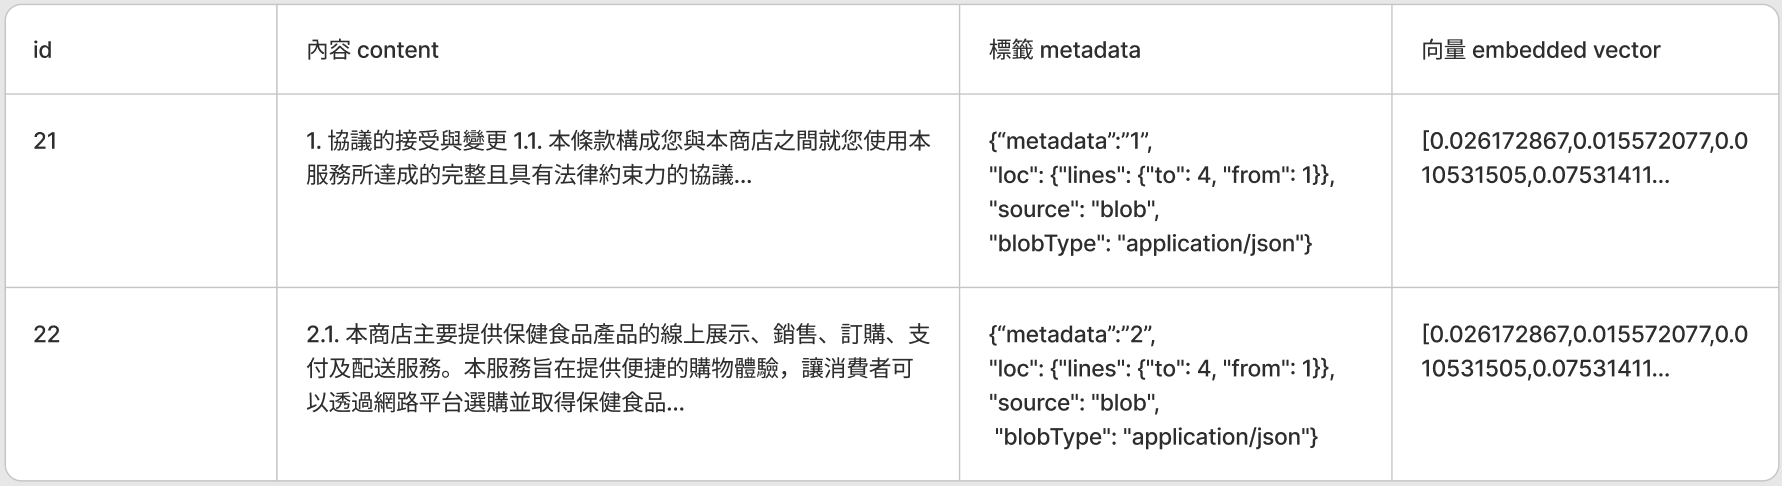 id
內容 content
標籤 metadata
向量 embedded vector
21
1. 協議的接受與變更 1.1. 本條款構成您與本商店之間就您使用本
服務所達成的完整且具有法律約束力的協議...
{“metadata”:”1”,
"loc": {"lines": {"to": 4, "from": 1}},
"source": "blob",
"blobType": "application/json"}
[0.026172867,0.015572077,0.0
10531505,0.07531411...
22
2.1. 本商店主要提供保健食品產品的線上展示、銷售、訂購、支
付及配送服務。本服務旨在提供便捷的購物體驗，讓消費者可
以透過網路平台選購並取得保健食品...
{“metadata”:”2”,
"loc": {"lines": {"to": 4, "from": 1}},
"source": "blob",
"blobType": "application/json"}
[0.026172867,0.015572077,0.0
10531505,0.07531411...